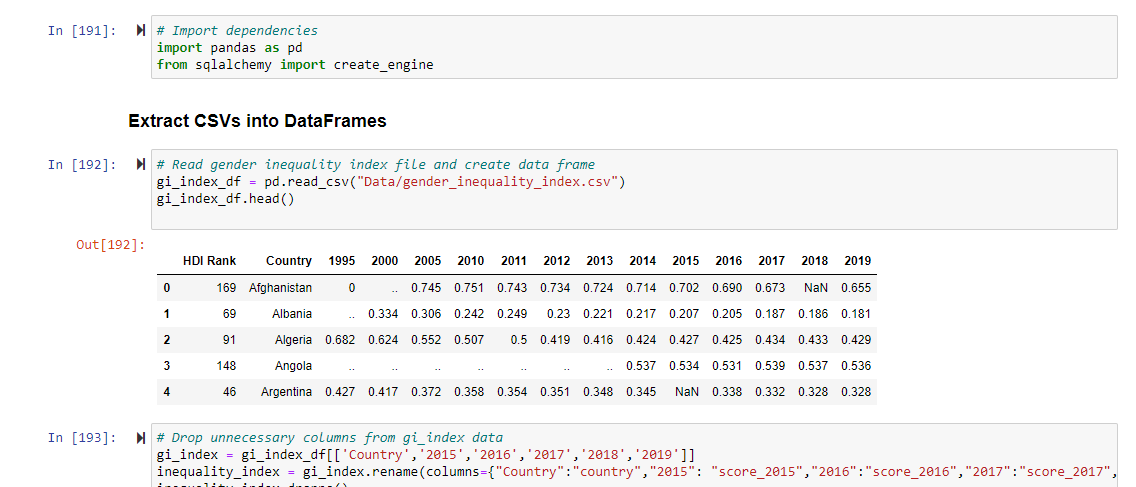 In [191]:
# Import dependencies
import pandas as pd
from sqlalchemy import create_engine
Extract CSVs into DataFrames
In [192]:
# Read gender inequality index file and create data frame
gi_index_df = pd.read_csv("Data/gender_inequality_index.csv")
gi_index_df.head()
Out[192]:
HDI Rank Country 1995 2000 2005 2010 2011 2012 2013 2014 2015 2016 2017 2018 2019
0 169 Afghanistan 0 .. 0.745 0.751 0.743 0.734 0.724 0.714 0.702 0.690 0.673 NaN 0.655
1 69 Albania .. 0.334 0.306 0.242 0.249 0.23 0.221 0.217 0.207 0.205 0.187 0.186 0.181
2 91 Algeria 0.682 0.624 0.552 0.507 0.5 0.419 0.416 0.424 0.427 0.425 0.434 0.433 0.429
3 148 Angola .. .. .. .. .. .. .. 0.537 0.534 0.531 0.539 0.537 0.536
4 46 Argentina 0.427 0.417 0.372 0.358 0.354 0.351 0.348 0.345 NaN 0.338 0.332 0.328 0.328
In [193]:
# Drop unnecessary columns from gi_index data
gi_index = gi_index_df[['Country','2015','2016','2017','2018','2019']]
inequality_index = gi_index.rename(columns={"Country":"country","2015": "score_2015","2016":"score_2016","2017":"score_2017",